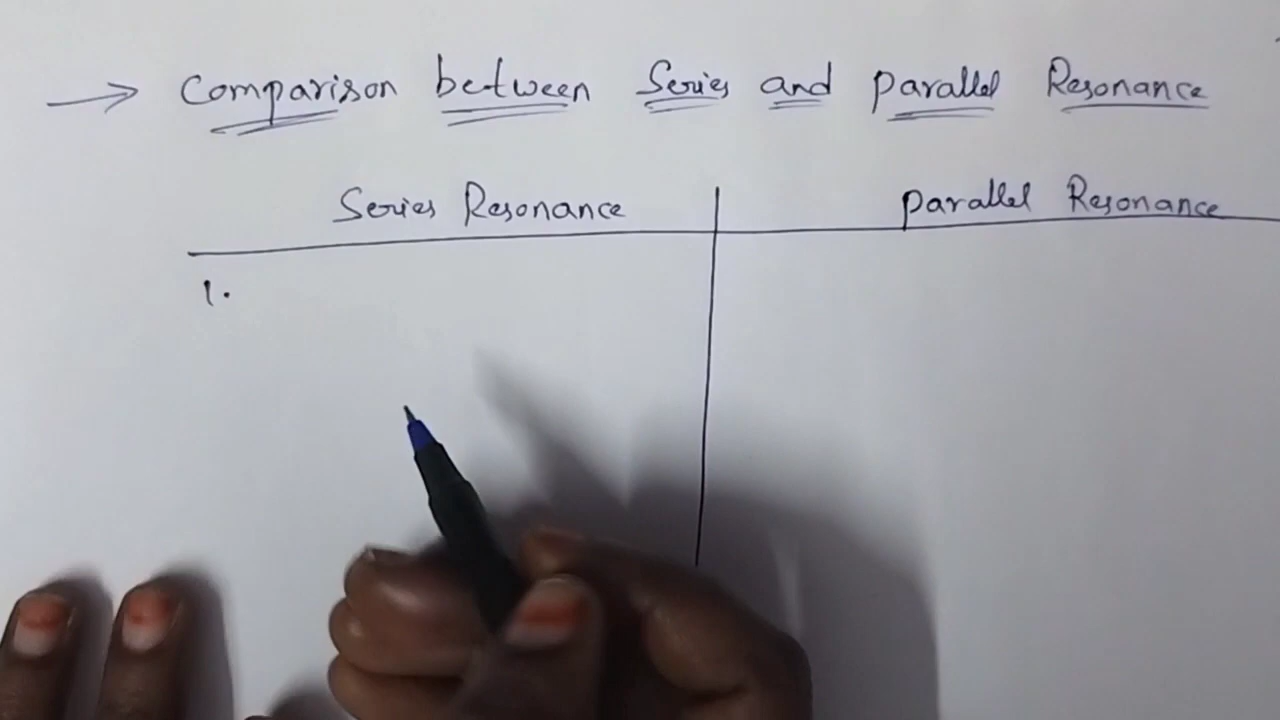 → Comparison between Series and parallel Resonance
Series Resonance parallel Resonance
1.